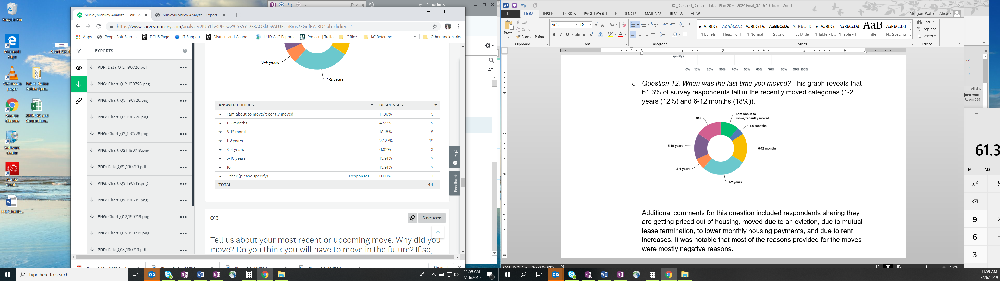 Recycle Bin
Microsoft
Edge
VLC media
player
Public Notice
Folder (pre...
Google
Chrome
2019 JRC and
Consortium...
Software
Center
Adobe
Creati...
PPSP_Portfo...
SurveyMonkey Analyze - Fair Ho
SurveyMonkey Analyze - Export
https://www.surveymonkey.com/analyze/2IUu1kv3PPCwvYCYS5Y_2F8AQXkQVALUEUhRms2ZGqfRA_3D?tab_clicked=1
Apps
PeopleSoft Sign-in
DCHS Page
IT Support
Districts and Counc...
HUD CoC Reports
Projects | Trello
Office
KC Reference
»
Other bookmarks
EXPORTS
PDF: Data_Q12_190726.pdf
PNG: Chart_Q12_190726.png
PNG: Chart_Q5_190726.png
PNG: Chart_Q3_190726.png
PNG: Chart_Q2_190726.png
PNG: Chart_Q21_190719.png
PDF: Data_Q21_190719.pdf
PNG: Chart_Q3_190719.png
PNG: Chart_Q2_190719.png
PNG: Chart_Q12_190719.png
PNG: Chart_Q15_190719.png
PDF: Data_Q15_190719.pdf
3-4 years
1-2 years
ANSWER CHOICES RESPONSES
I am about to move/recently moved 11.36% 5
1-6 months 4.55% 2
6-12 months 18.18% 8
1-2 years 27.27% 12
3-4 years 6.82% 3
5-10 years 15.91% 7
10+ 15.91% 7
Other (please specify) Responses 0.00% 0
TOTAL 44
Help!
Feedback
Q13
Save as
Tell us about your most recent or upcoming move. Why did you
move? Do you think you will have to move in the future? If so,
Show all
Type here to search
11:59 AM
7/26/2019
Develop
Skype for Business
KC_ Consort_ Consolidated Plan 2020-2024.Final_07.26.19.docx - Word
FILE HOME INSERT DESIGN PAGE LAYOUT REFERENCES MAILINGS REVIEW VIEW
Morgan-Watson, Alice
Paste
Cut
Copy
Format Painter
Clipboard
Arial 12
Font
Paragraph
AaBbCc AaBbCcDc AaBbCcDd AaBbCcDc AaBbCcD AaBbCc AaBbCcDd AaB AaBbCcDd
¶ Bullets Heading 4 ¶ Normal Strong Subtitle ¶ Table - B... ¶ Table - T... Title No Spacing
Styles
Find
Replace
Select
Editing
specify)
0% 10% 20% 30% 40% 50% 60% 70% 80% 90% 100%
o Question 12: When was the last time you moved? This graph reveals that
61.3% of survey respondents fall in the recently moved categories (1-2
years (12%) and 6-12 months (18%)).
I am about to
move/recently moved
10+
1-6 months
5-10 years
6-12 months
3-4 years
1-2 years
Additional comments for this question included respondents sharing they
are getting priced out of housing, moved due to an eviction, due to mutual
lease termination, to lower monthly housing payments, and due to rent
increases. It was notable that most of the reasons provided for the moves
were mostly negative reasons.
PAGE 46 OF 157 32779 WORDS
130%
27
3
10
All day
jects wee...
Room 529
61.3
M- MS
x²
9
6
3
11:59 AM
7/26/2019